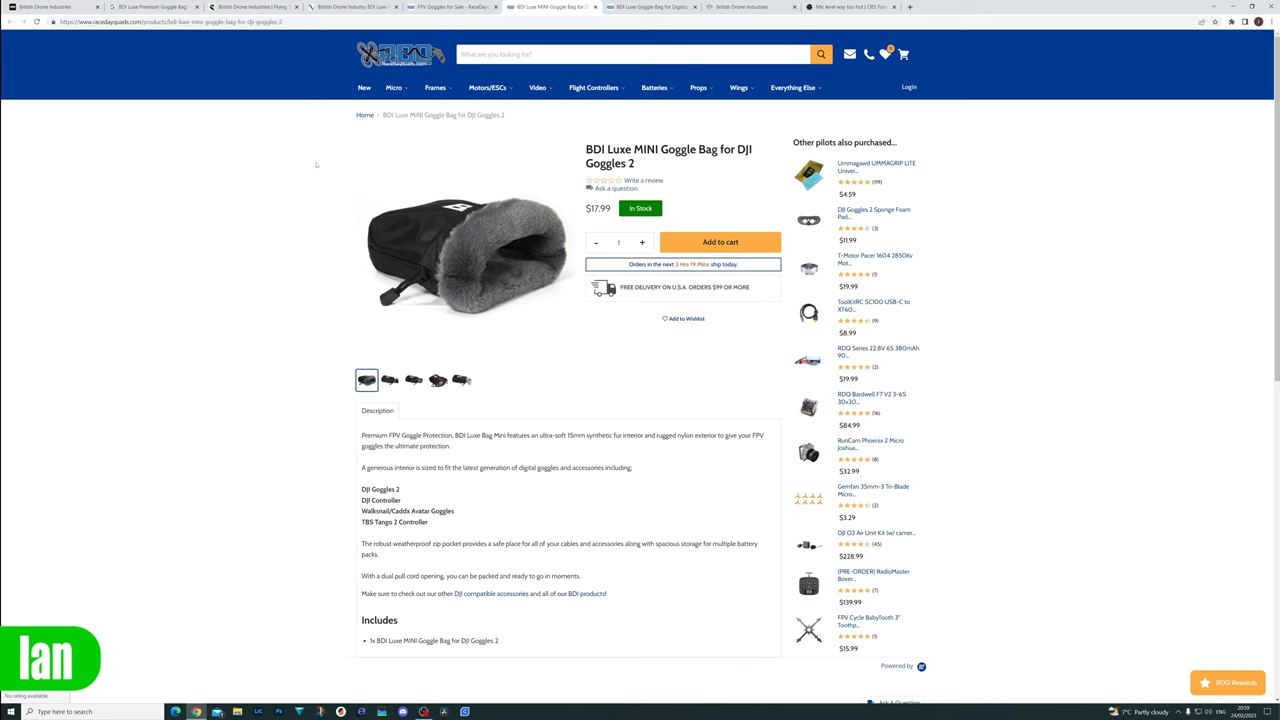 British Drone Industries
BDI Luxe Premium Goggle Bag
British Drone Industries | Flying
British Drone Industry BDI Luxe
FPV Goggles for Sale - RaceDay
BDI Luxe MINI Goggle Bag for D
BDI Luxe Goggle Bag for Digidap
British Drone Industries
Mic level way too hot | OBS For
https://www.racedayquads.com/products/bdi-luxe-mini-goggle-bag-for-dji-goggles-2
What are you looking for?
0
New
Micro
Frames
Motors/ESCs
Video
Flight Controllers
Batteries
Props
Wings
Everything Else
Login
Home › BDI Luxe MINI Goggle Bag for DJI Goggles 2
BDI Luxe MINI Goggle Bag for DJI
Goggles 2
Write a review
Ask a question
$17.99
In Stock
- 1 +
Add to cart
Orders in the next 3 Hrs 19 Mins ship today.
FREE DELIVERY ON U.S.A. ORDERS $99 OR MORE
Add to Wishlist
Description
Premium FPV Goggle Protection, BDI Luxe Bag Mini features an ultra-soft 15mm synthetic fur interior and rugged nylon exterior to give your FPV
goggles the ultimate protection.
A generous interior is sized to fit the latest generation of digital goggles and accessories including;
DJI Goggles 2
DJI Controller
Walksnail/Caddx Avatar Goggles
TBS Tango 2 Controller
The robust weatherproof zip pocket provides a safe place for all of your cables and accessories along with spacious storage for multiple battery
packs.
With a dual pull cord opening, you can be packed and ready to go in moments.
Make sure to check out our other DJI compatible accessories and all of our BDI products!
Includes
• 1x BDI Luxe MINI Goggle Bag for DJI Goggles 2
Other pilots also purchased...
Ummagawd UMMAGRIP LITE
Univer...
(119)
$4.59
DJI Goggles 2 Sponge Foam
Pad...
(3)
$11.99
T-Motor Pacer 1604 2850Kv
Mot...
(1)
$19.99
ToolKitRC SC100 USB-C to
XT60...
(9)
$8.99
RDQ Series 22.8V 6S 380mAh
90...
(2)
$19.99
RDQ Bardwell F7 V2 3-6S
30x30...
(16)
$84.99
RunCam Phoenix 2 Micro
Joshua...
(8)
$32.99
Gemfan 35mm-3 Tri-Blade
Micro...
(2)
$3.29
DJI O3 Air Unit Kit (w/ camer...
(45)
$228.99
(PRE-ORDER) RadioMaster
Boxer...
(7)
$139.99
FPV Cycle BabyTooth 3"
Toothp...
(1)
$15.99
Powered by
RDQ Rewards
Ask A Question
Ian
No rating available
Type here to search
7°C Partly cloudy
ENG
20:59
24/02/2023